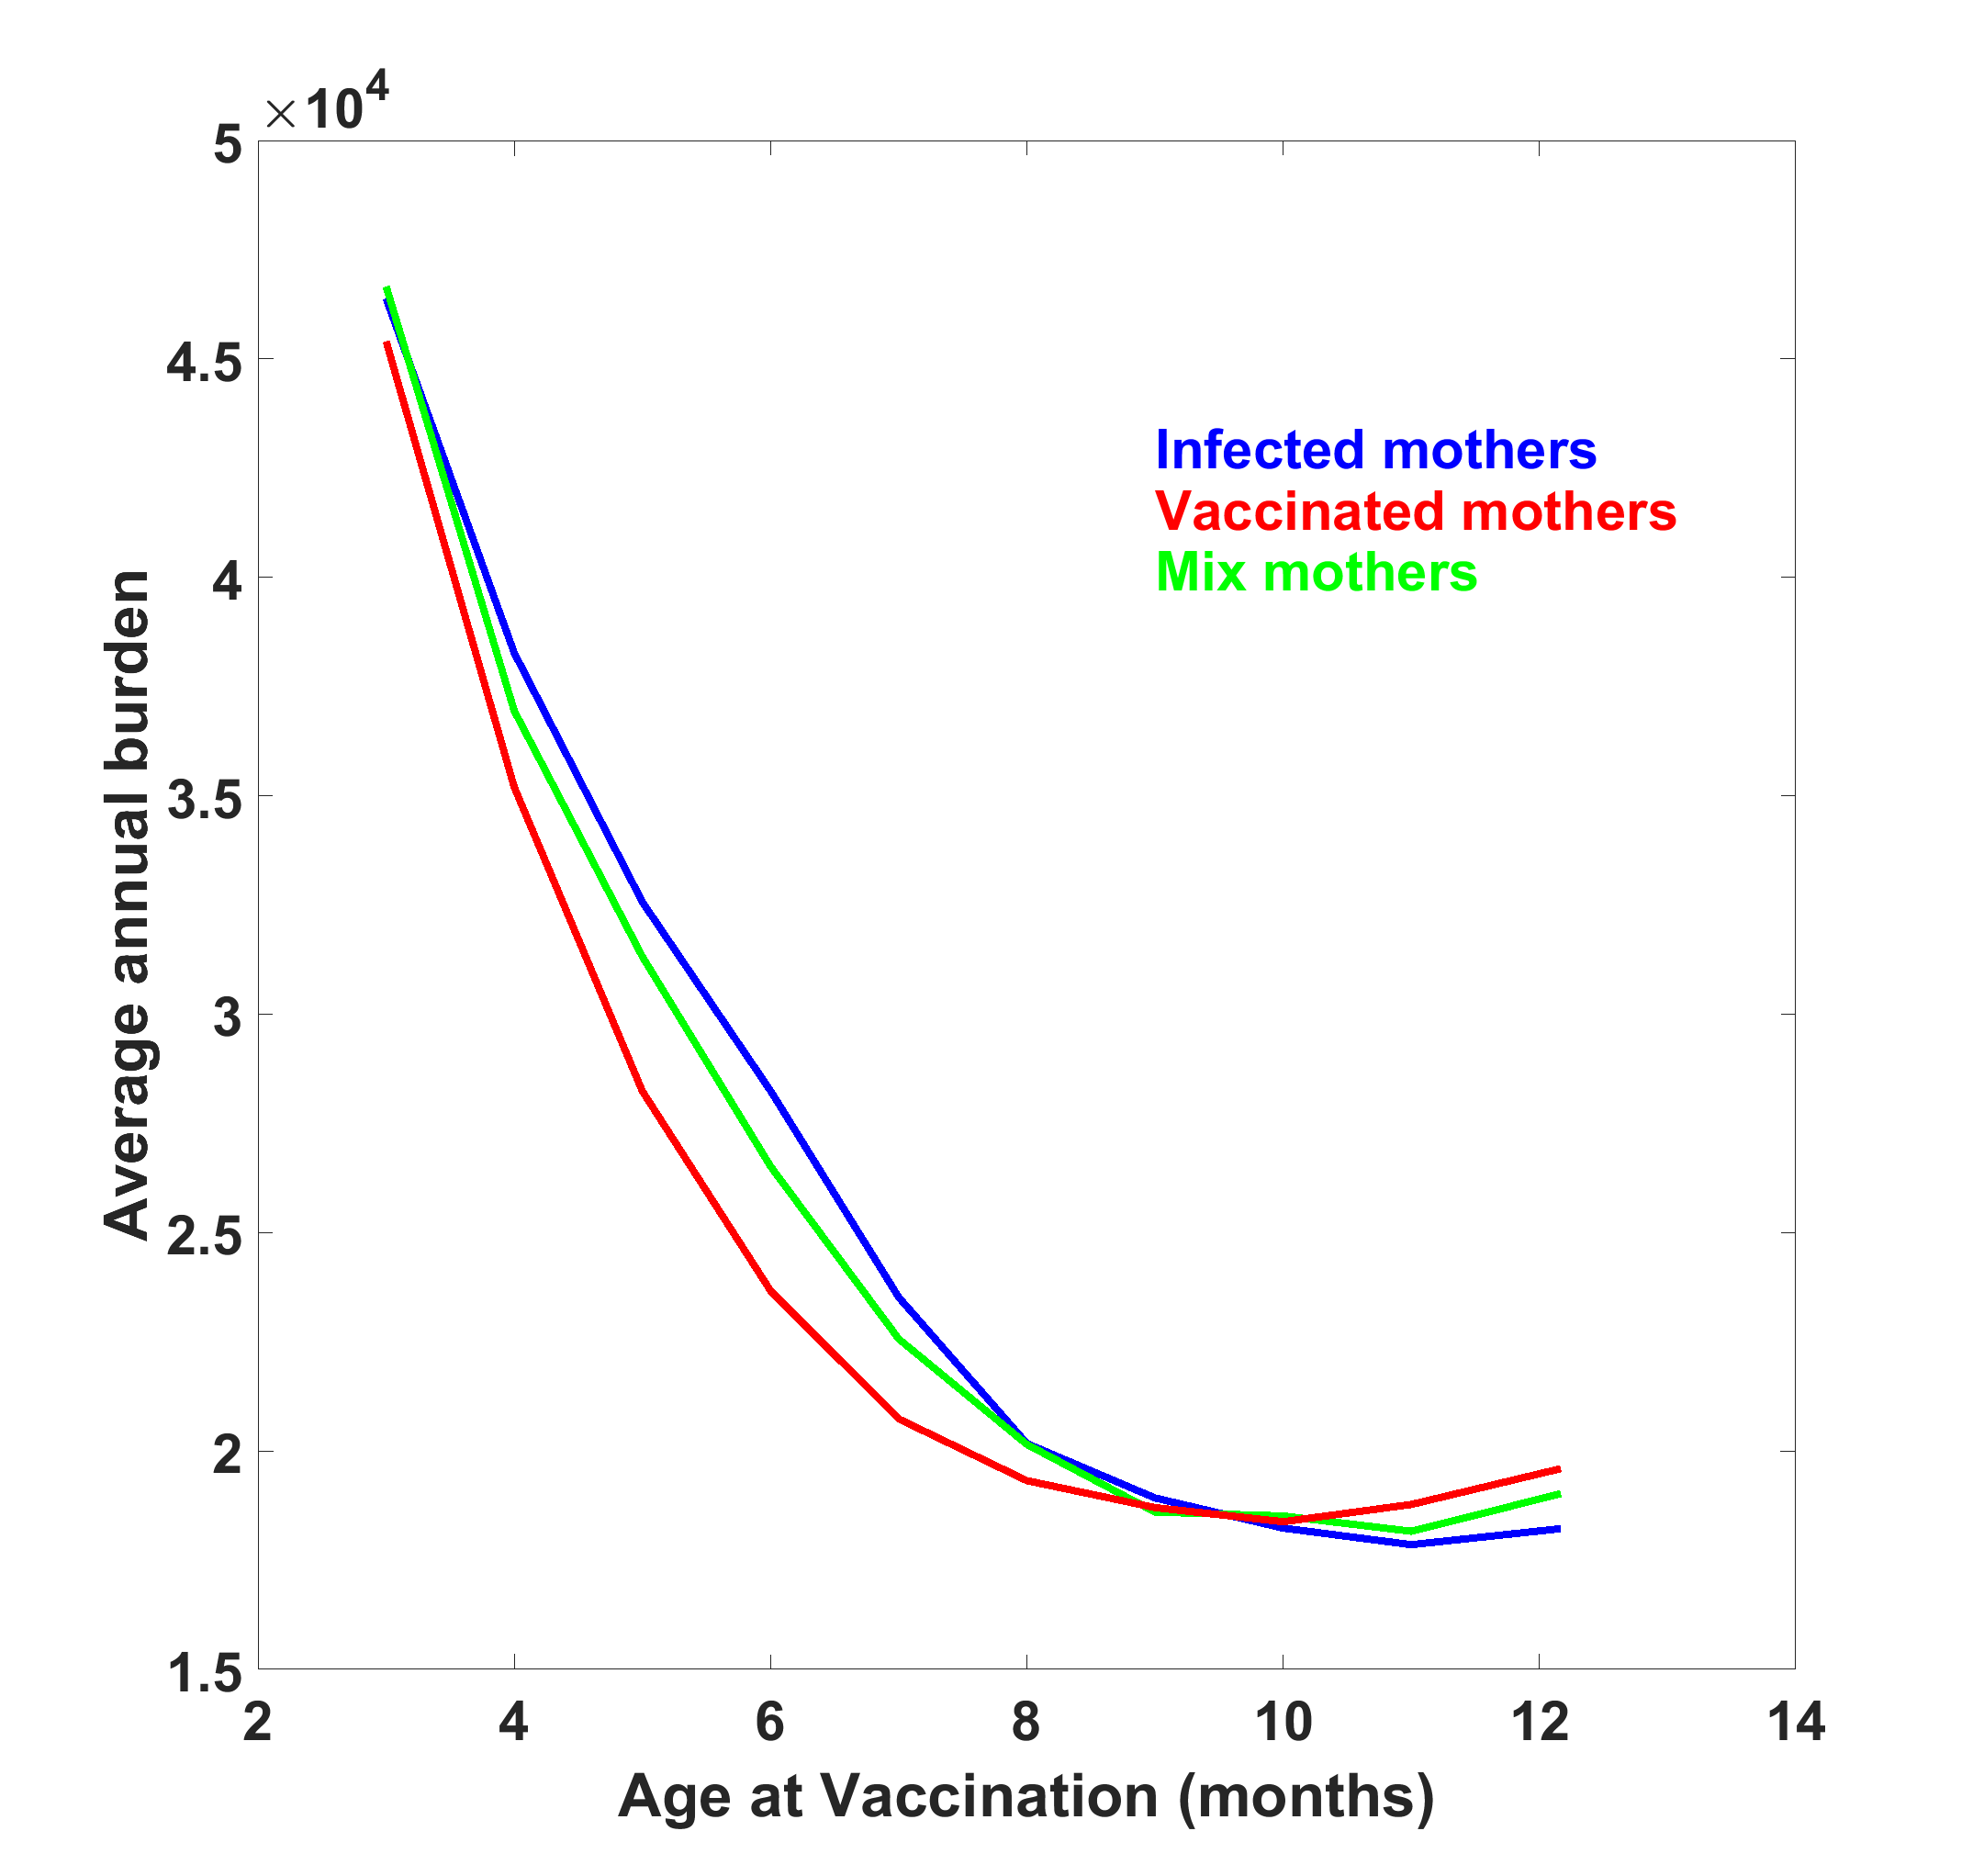 ×10⁴
5
4.5
4
3.5
3
2.5
2
1.5
Average annual burden
Infected mothers
Vaccinated mothers
Mix mothers
2 4 6 8 10 12 14
Age at Vaccination (months)